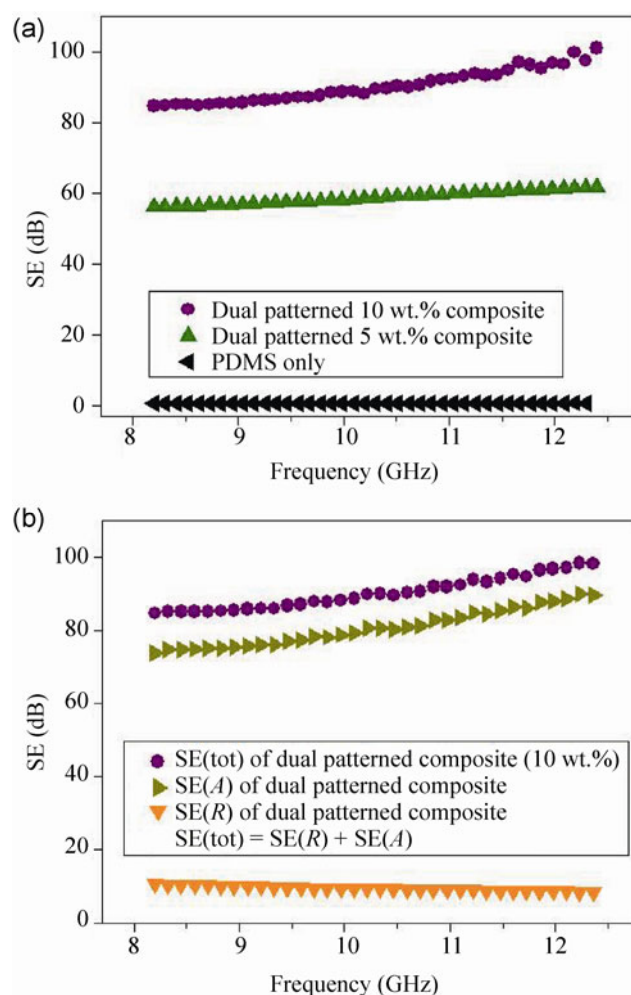 (a)
100
80
60
40
20
0
SE (dB)
Dual patterned 10 wt.% composite
Dual patterned 5 wt.% composite
PDMS only
8 9 10 11 12
Frequency (GHz)
(b)
100
80
60
40
20
0
SE (dB)
SE(tot) of dual patterned composite (10 wt.%)
SE(A) of dual patterned composite
SE(R) of dual patterned composite
SE(tot) = SE(R) + SE(A)
8 9 10 11 12
Frequency (GHz)